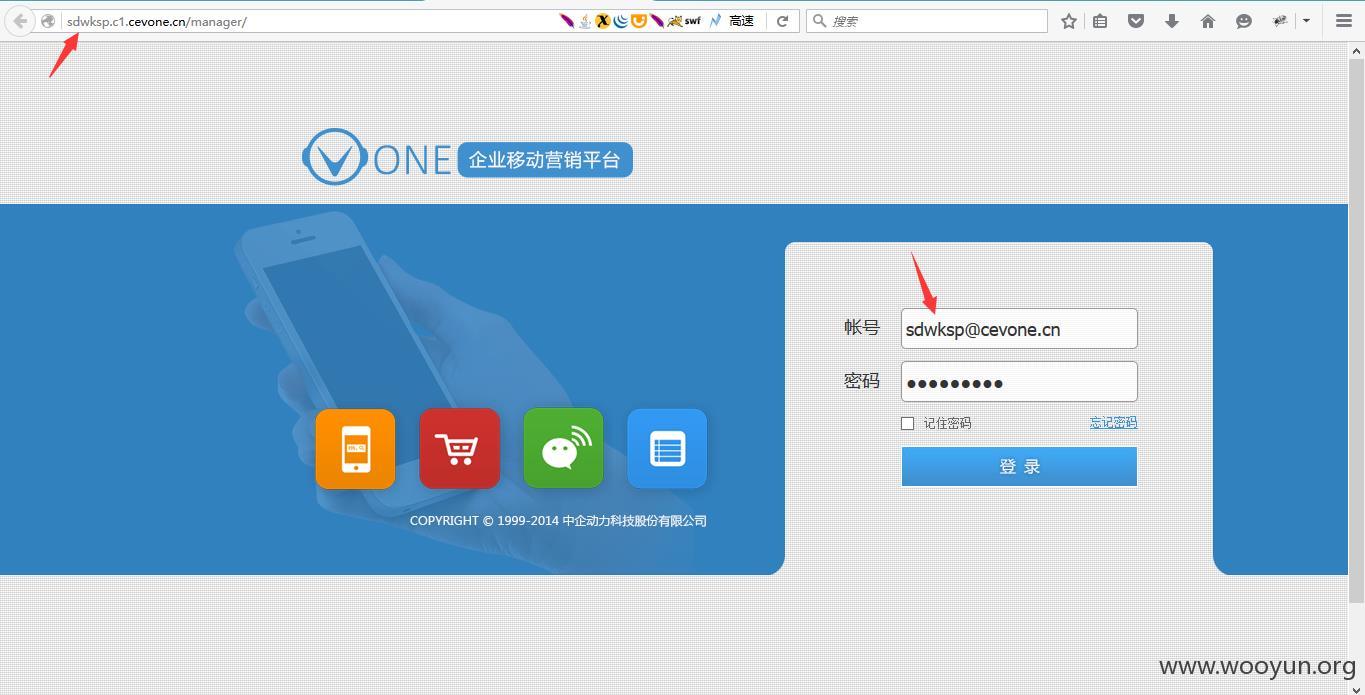 sdwksp.c1.cevone.cn/manager/
swf
高速
搜索
VONE 企业移动营销平台
帐号
sdwksp@cevone.cn
密码
记住密码
忘记密码
登 录
COPYRIGHT © 1999-2014 中企动力科技股份有限公司
www.wooyun.org